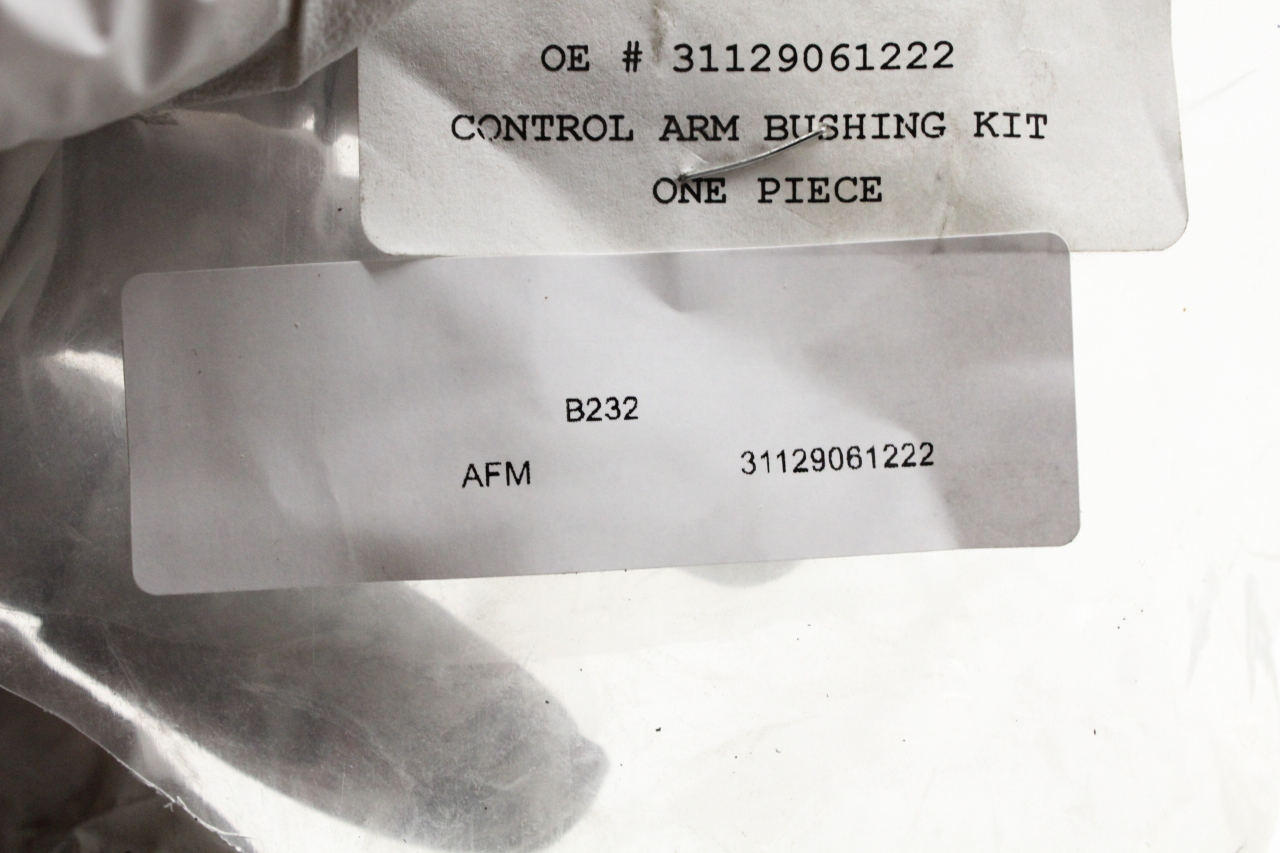 OE # 31129061222
CONTROL ARM BUSHING KIT
ONE PIECE
B232
AFM 31129061222